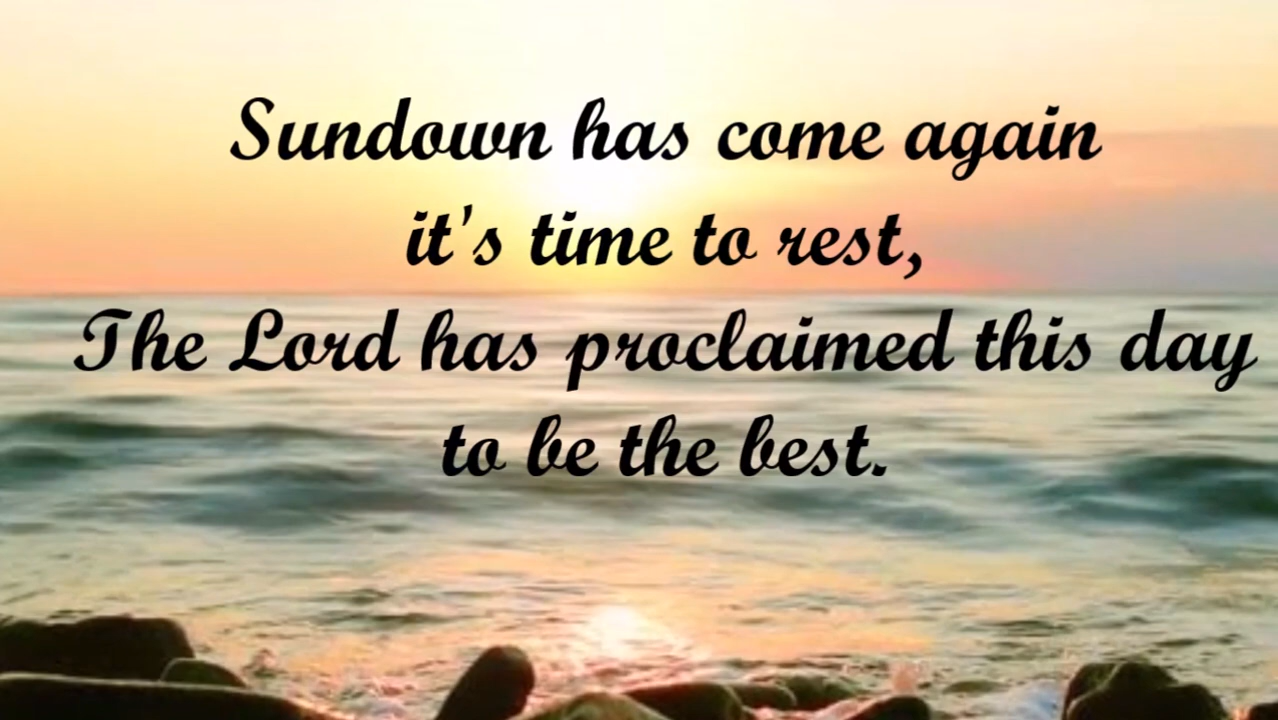 Sundown has come again
it's time to rest,
The Lord has proclaimed this day
to be the best.